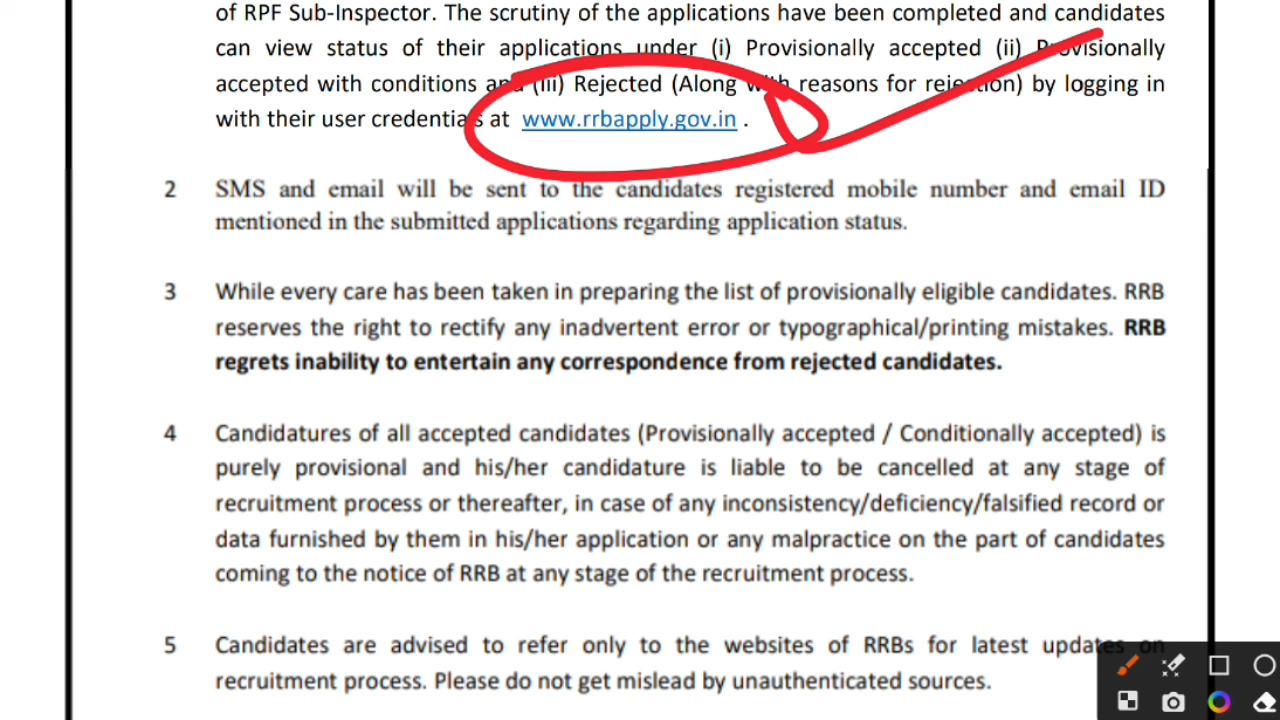 of RPF Sub-Inspector. The scrutiny of the applications have been completed and candidates
can view status of their applications under (i) Provisionally accepted (ii) Provisionally
accepted with conditions and (iii) Rejected (Along with reasons for rejection) by logging in
with their user credentials at www.rrbapply.gov.in .
2 SMS and email will be sent to the candidates registered mobile number and email ID
mentioned in the submitted applications regarding application status.
3 While every care has been taken in preparing the list of provisionally eligible candidates. RRB
reserves the right to rectify any inadvertent error or typographical/printing mistakes. RRB
regrets inability to entertain any correspondence from rejected candidates.
4 Candidatures of all accepted candidates (Provisionally accepted / Conditionally accepted) is
purely provisional and his/her candidature is liable to be cancelled at any stage of
recruitment process or thereafter, in case of any inconsistency/deficiency/falsified record or
data furnished by them in his/her application or any malpractice on the part of candidates
coming to the notice of RRB at any stage of the recruitment process.
5 Candidates are advised to refer only to the websites of RRBs for latest updates on
recruitment process. Please do not get mislead by unauthenticated sources.